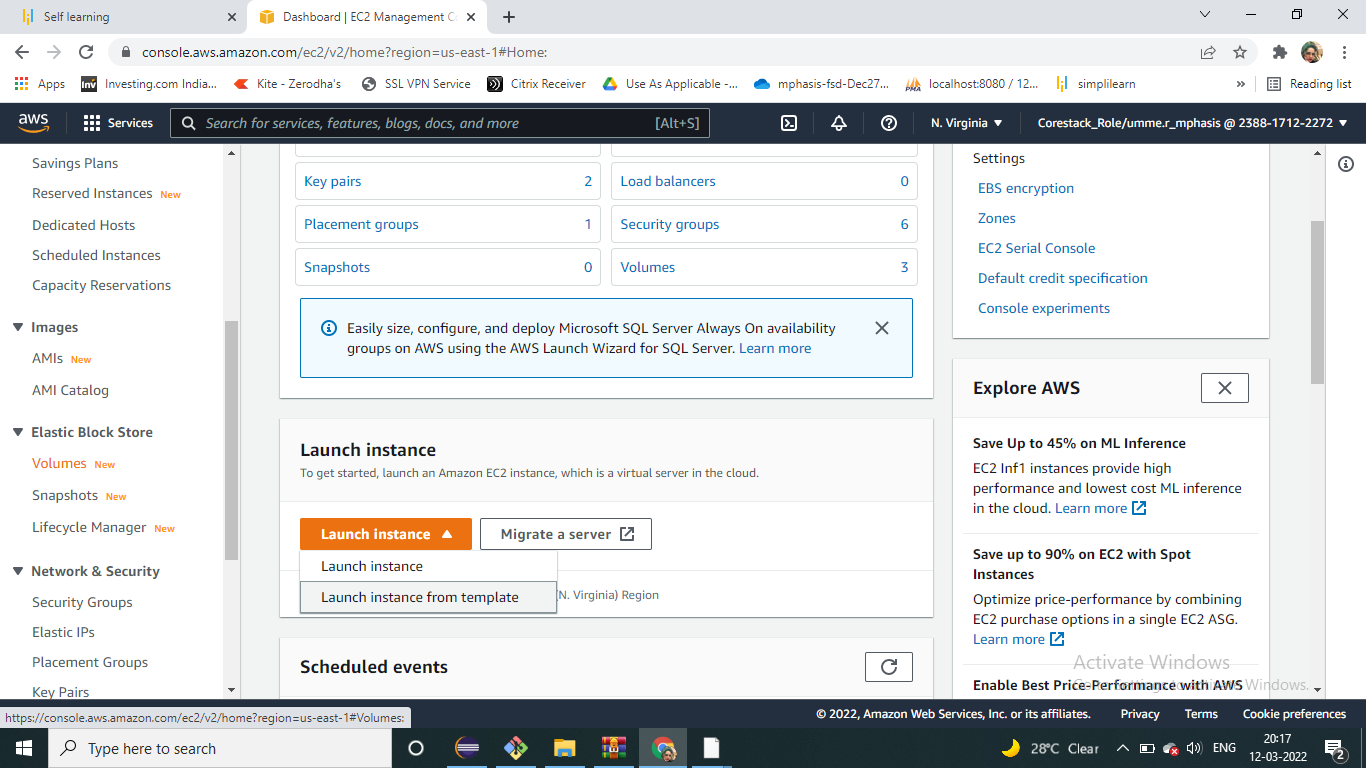 Self learning
Dashboard | EC2 Management C
console.aws.amazon.com/ec2/v2/home?region=us-east-1#Home:
Apps
Investing.com India...
Kite - Zerodha's
SSL VPN Service
Citrix Receiver
Use As Applicable -...
mphasis-fsd-Dec27...
localhost:8080 / 12...
simplilearn
»
Reading list
aws
Services
Search for services, features, blogs, docs, and more
[Alt+S]
N. Virginia
Corestack_Role/umme.r_mphasis @ 2388-1712-2272
Savings Plans
Reserved Instances New
Dedicated Hosts
Scheduled Instances
Capacity Reservations
Images
AMIs New
AMI Catalog
Elastic Block Store
Volumes New
Snapshots New
Lifecycle Manager New
Network & Security
Security Groups
Elastic IPs
Placement Groups
Key Pairs
Key pairs 2
Load balancers 0
Placement groups 1
Security groups 6
Snapshots 0
Volumes 3
Easily size, configure, and deploy Microsoft SQL Server Always On availability
groups on AWS using the AWS Launch Wizard for SQL Server. Learn more
Launch instance
To get started, launch an Amazon EC2 instance, which is a virtual server in the cloud.
Launch instance
Migrate a server
Launch instance
Launch instance from template
(N. Virginia) Region
Scheduled events
Settings
EBS encryption
Zones
EC2 Serial Console
Default credit specification
Console experiments
Explore AWS
Save Up to 45% on ML Inference
EC2 Inf1 instances provide high
performance and lowest cost ML inference
in the cloud. Learn more
Save up to 90% on EC2 with Spot
Instances
Optimize price-performance by combining
EC2 purchase options in a single EC2 ASG.
Learn more
Activate Windows
Enable Best Price-Performance with AWS
Windows.
https://console.aws.amazon.com/ec2/v2/home?region=us-east-1#Volumes:
© 2022, Amazon Web Services, Inc. or its affiliates.
Privacy
Terms
Cookie preferences
Type here to search
28°C Clear
ENG
20:17
12-03-2022
2